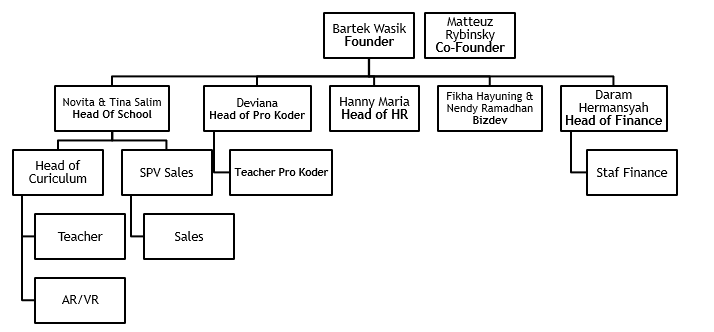 Bartek Wasik
Founder
Matteuz
Rybinsky
Co-Founder
Novita & Tina Salim
Head Of School
Deviana
Head of Pro Koder
Hanny Maria
Head of HR
Fikha Hayuning &
Nendy Ramadhan
Bizdev
Daram
Hermansyah
Head of Finance
Head of
Curiculum
SPV Sales
Teacher Pro Koder
Staf Finance
Teacher
Sales
AR/VR